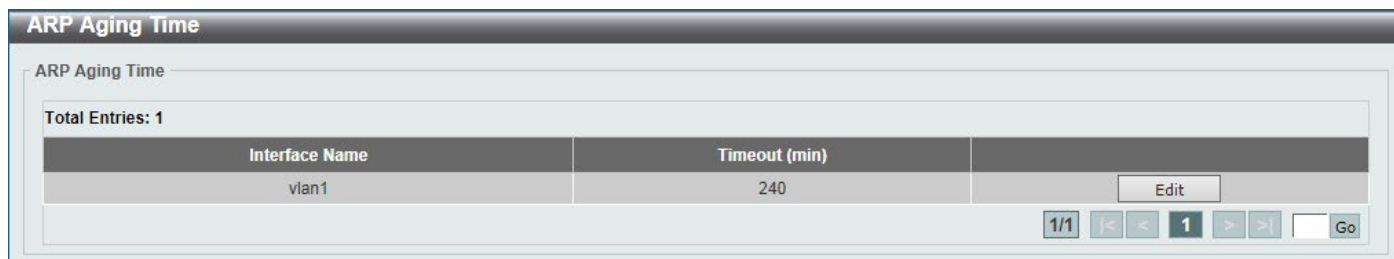 ARP Aging Time
ARP Aging Time
Total Entries: 1
Interface Name Timeout (min)
vlan1 240 Edit
1/1 |< < 1 > >| Go